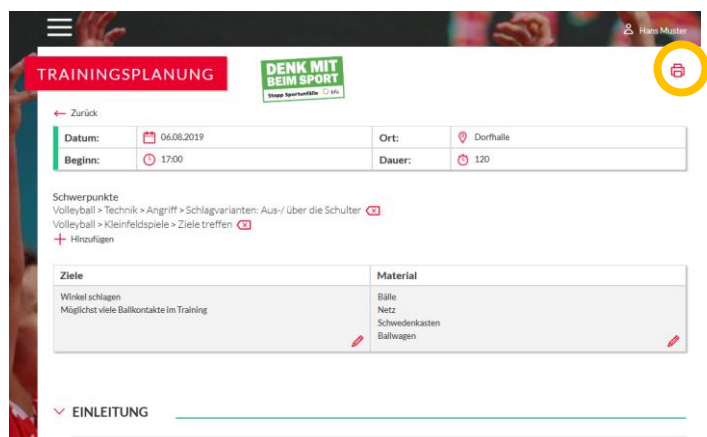 Hans Muster
TRAININGSPLANUNG
DENK MIT
BEIM SPORT
Stopp Sportunfälle
← Zurück
Datum: 06.08.2019 Ort: Dorfhalle
Beginn: 17:00 Dauer: 120
Schwerpunkte
Volleyball > Technik > Angriff > Schlagvarianten: Aus-/ über die Schulter
Volleyball > Kleinfeldspiele > Ziele treffen
+ Hinzufügen
Ziele Material
Winkel schlagen Bälle
Möglichst viele Ballkontakte im Training Netz
Schwedenkasten
Ballwagen
EINLEITUNG